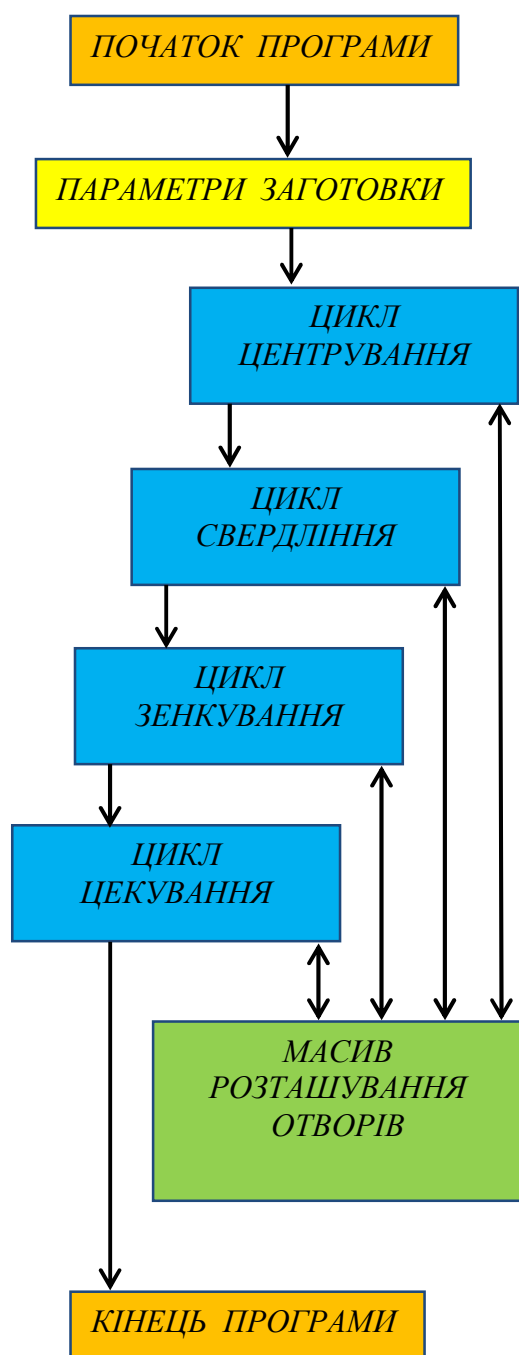 ПОЧАТОК ПРОГРАМИ
ПАРАМЕТРИ ЗАГОТОВКИ
ЦИКЛ
ЦЕНТРУВАННЯ
ЦИКЛ
СВЕРДЛІННЯ
ЦИКЛ
ЗЕНКУВАННЯ
ЦИКЛ
ЦЕКУВАННЯ
МАСИВ
РОЗТАШУВАННЯ
ОТВОРІВ
КІНЕЦЬ ПРОГРАМИ